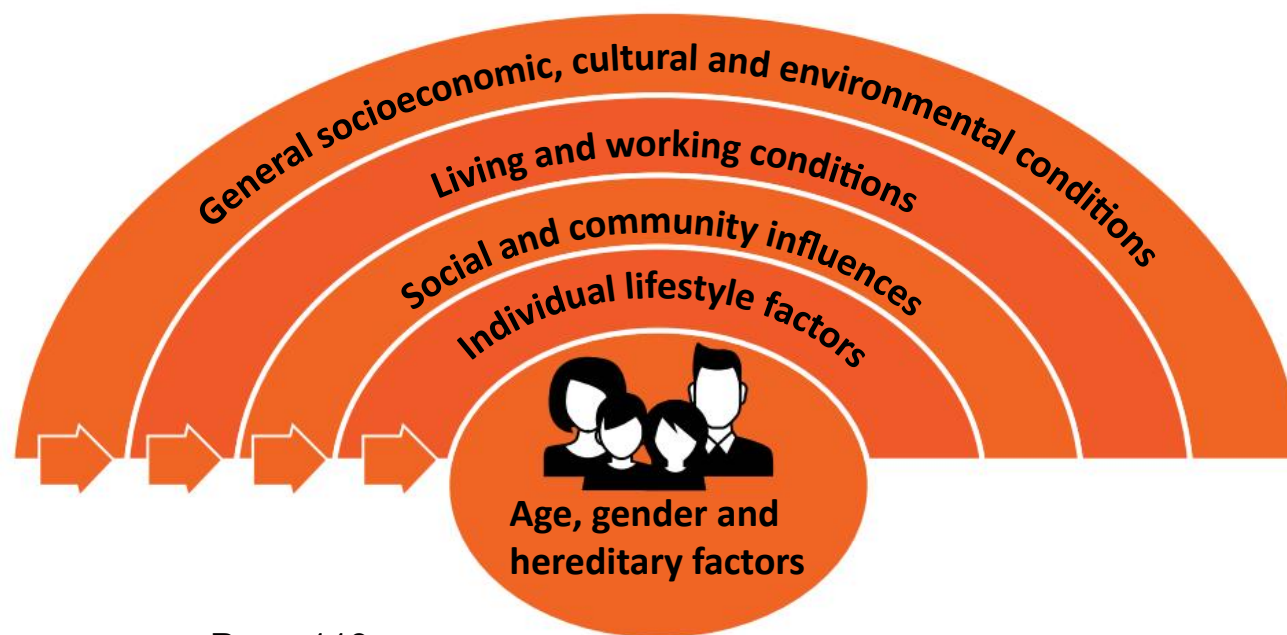 General socioeconomic, cultural and environmental conditions
Living and working conditions
Social and community influences
Individual lifestyle factors
Age, gender and
hereditary factors